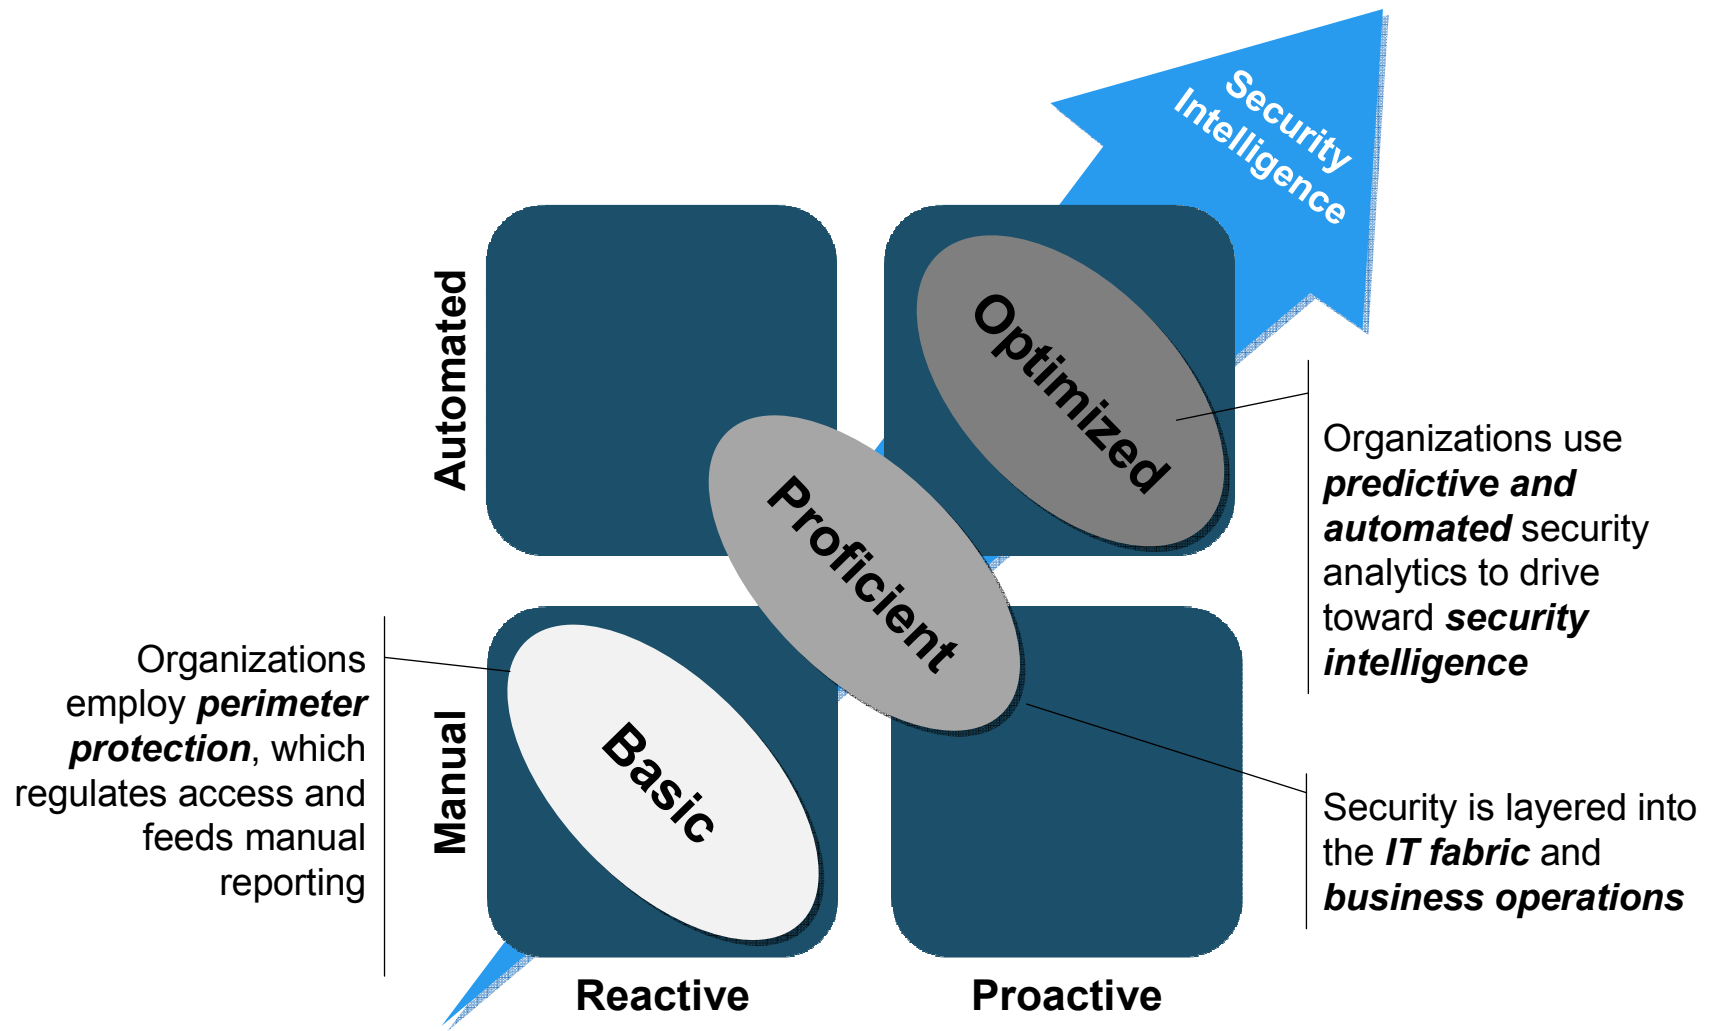 Security
Intelligence
Automated
Optimized
Organizations use
predictive and
automated security
analytics to drive
toward security
intelligence
Proficient
Organizations
employ perimeter
protection, which
regulates access and
feeds manual
reporting
Manual
Basic
Security is layered into
the IT fabric and
business operations
Reactive
Proactive